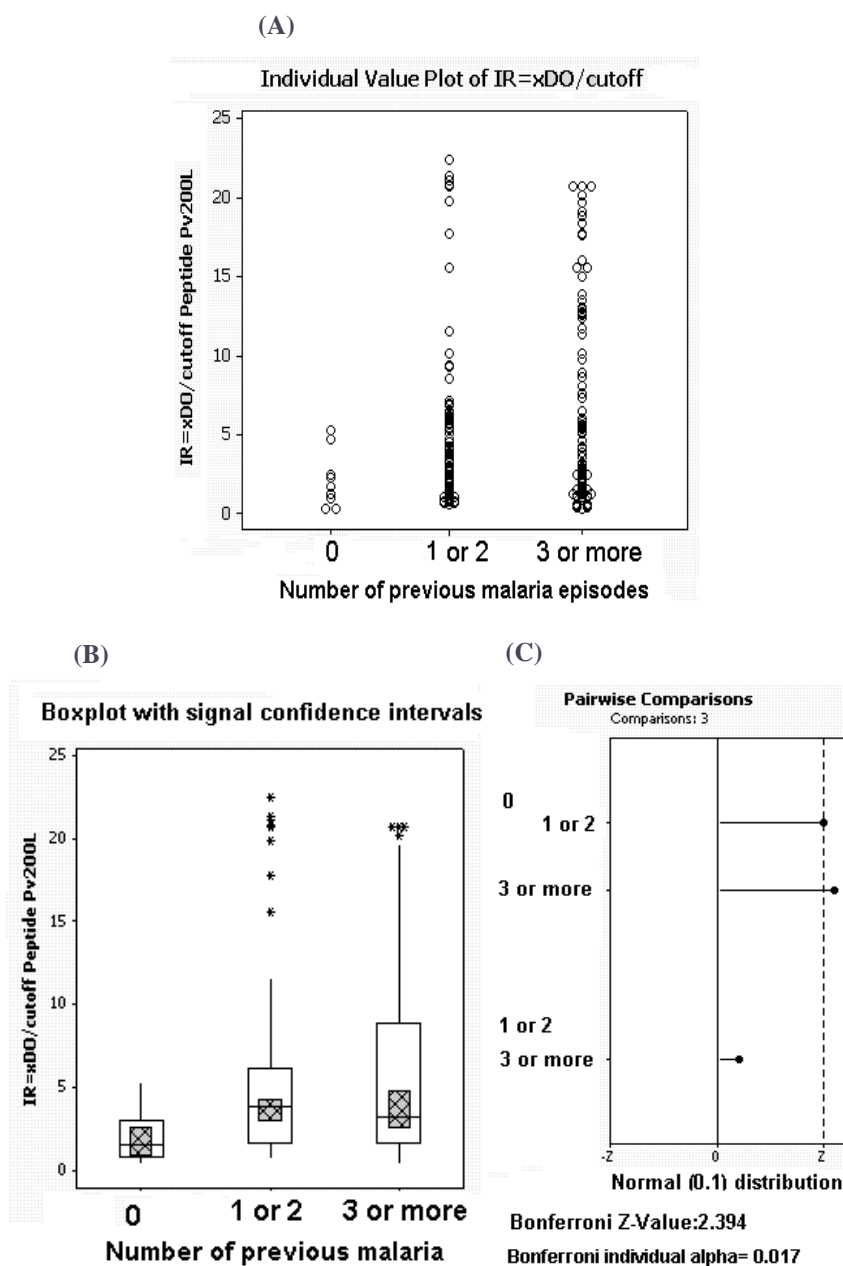 (A)
Individual Value Plot of IR=xDO/cutoff
IR=xDO/cutoff Peptide Pv200L
25
20
15
10
5
0
0 1 or 2 3 or more
Number of previous malaria episodes
(B)
Boxplot with signal confidence intervals
IR=xDO/cutoff Peptide Pv200L
25
20
15
10
5
0
0 1 or 2 3 or more
Number of previous malaria
(C)
Pairwise Comparisons
Comparisons: 3
0
1 or 2
3 or more
1 or 2
3 or more
-Z 0 Z
Normal (0.1) distribution
Bonferroni Z-Value:2.394
Bonferroni individual alpha= 0.017